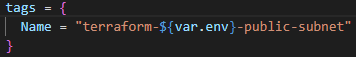 tags = {
  Name = "terraform-${var.env}-public-subnet"
}